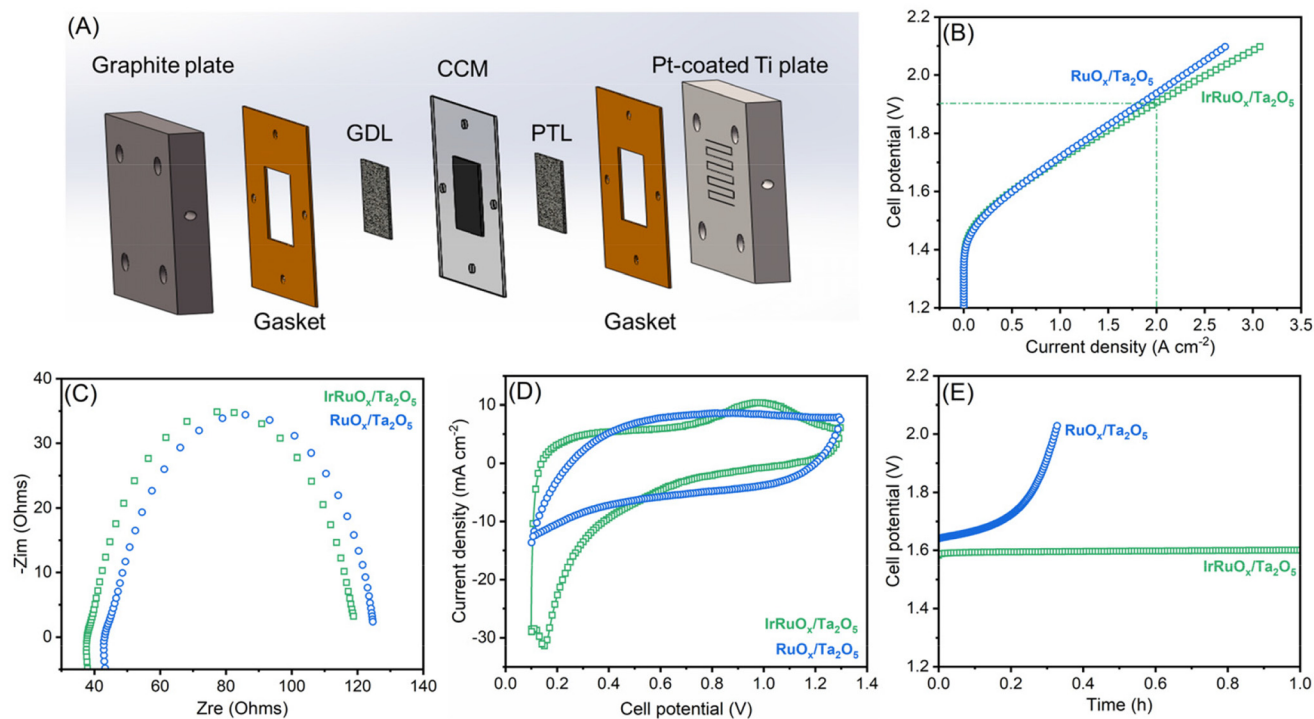 (A)
Graphite plate
CCM
Pt-coated Ti plate
GDL
PTL
Gasket
Gasket
(B)
RuOₓ/Ta₂O₅
IrRuOₓ/Ta₂O₅
Cell potential (V)
2.2
2.0
1.8
1.6
1.4
1.2
0.0 0.5 1.0 1.5 2.0 2.5 3.0 3.5
Current density (A cm⁻²)
(C)
IrRuOₓ/Ta₂O₅
RuOₓ/Ta₂O₅
-Zim (Ohms)
40
30
20
10
0
40 60 80 100 120 140
Zre (Ohms)
(D)
IrRuOₓ/Ta₂O₅
RuOₓ/Ta₂O₅
Current density (mA cm⁻²)
20
10
0
-10
-20
-30
0.0 0.2 0.4 0.6 0.8 1.0 1.2 1.4
Cell potential (V)
(E)
RuOₓ/Ta₂O₅
IrRuOₓ/Ta₂O₅
Cell potential (V)
2.2
2.0
1.8
1.6
1.4
1.2
0.0 0.2 0.4 0.6 0.8 1.0
Time (h)